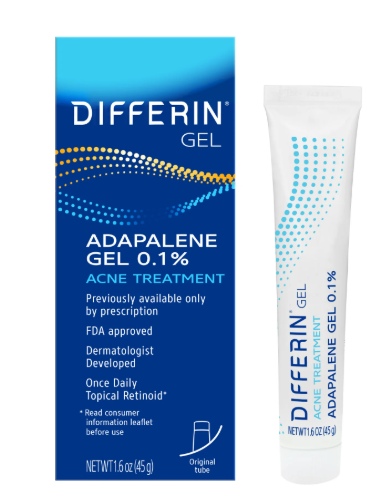 DIFFERIN®
GEL
ADAPALENE
GEL 0.1%
ACNE TREATMENT
Previously available only
by prescription
FDA approved
Dermatologist
Developed
Once Daily
Topical Retinoid*
* Read consumer
information leaflet
before use
Original
tube
NETWT1.6 oz (45 g)
DIFFERIN® GEL
ACNE TREATMENT
ADAPALENE GEL 0.1%
NETWT1.6 OZ (45g)